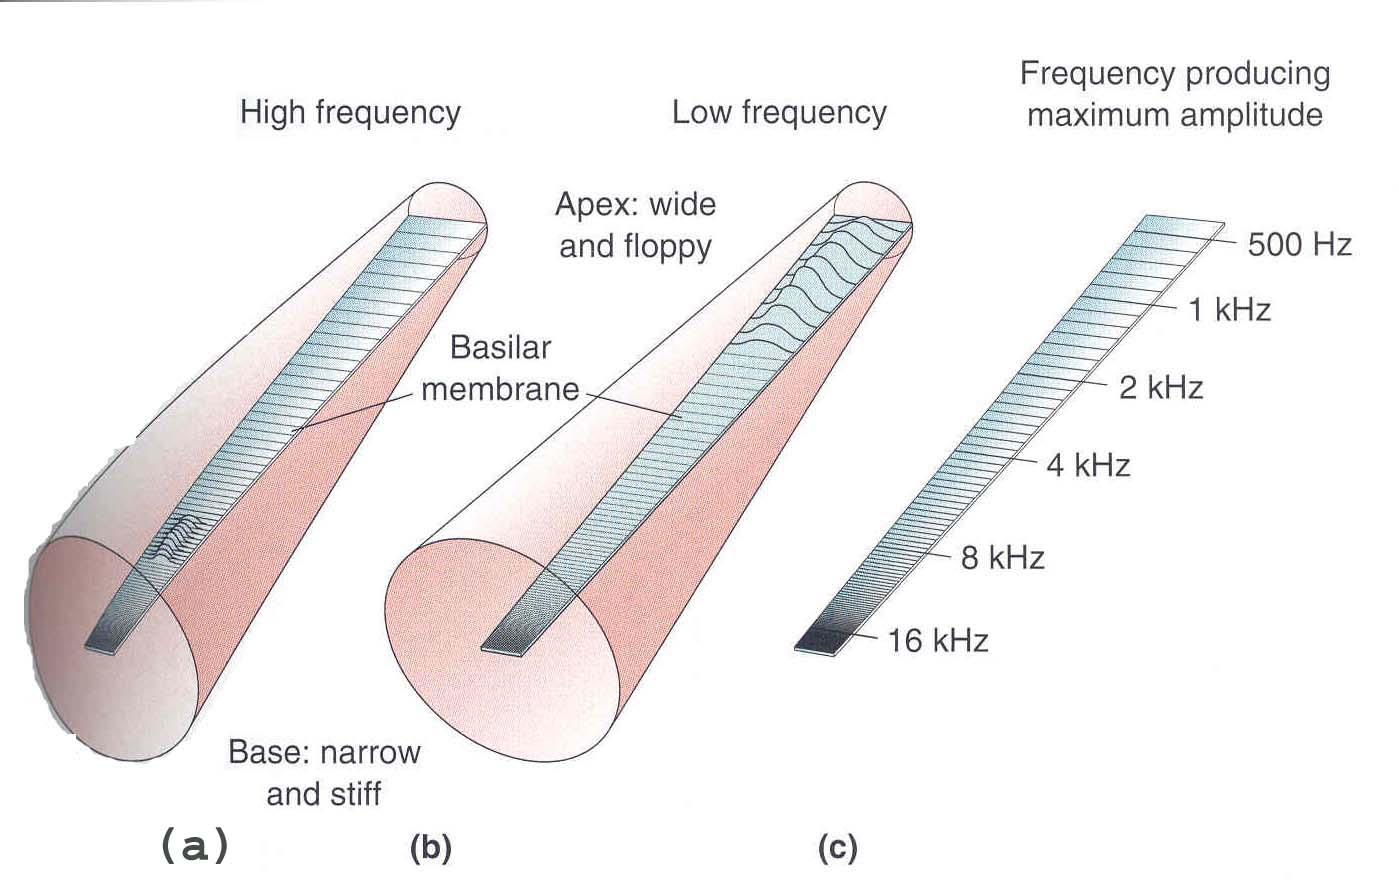 High frequency
Low frequency
Frequency producing
maximum amplitude
Apex: wide
and floppy
Basilar
membrane
500 Hz
1 kHz
2 kHz
4 kHz
8 kHz
16 kHz
Base: narrow
and stiff
(a)
(b)
(c)